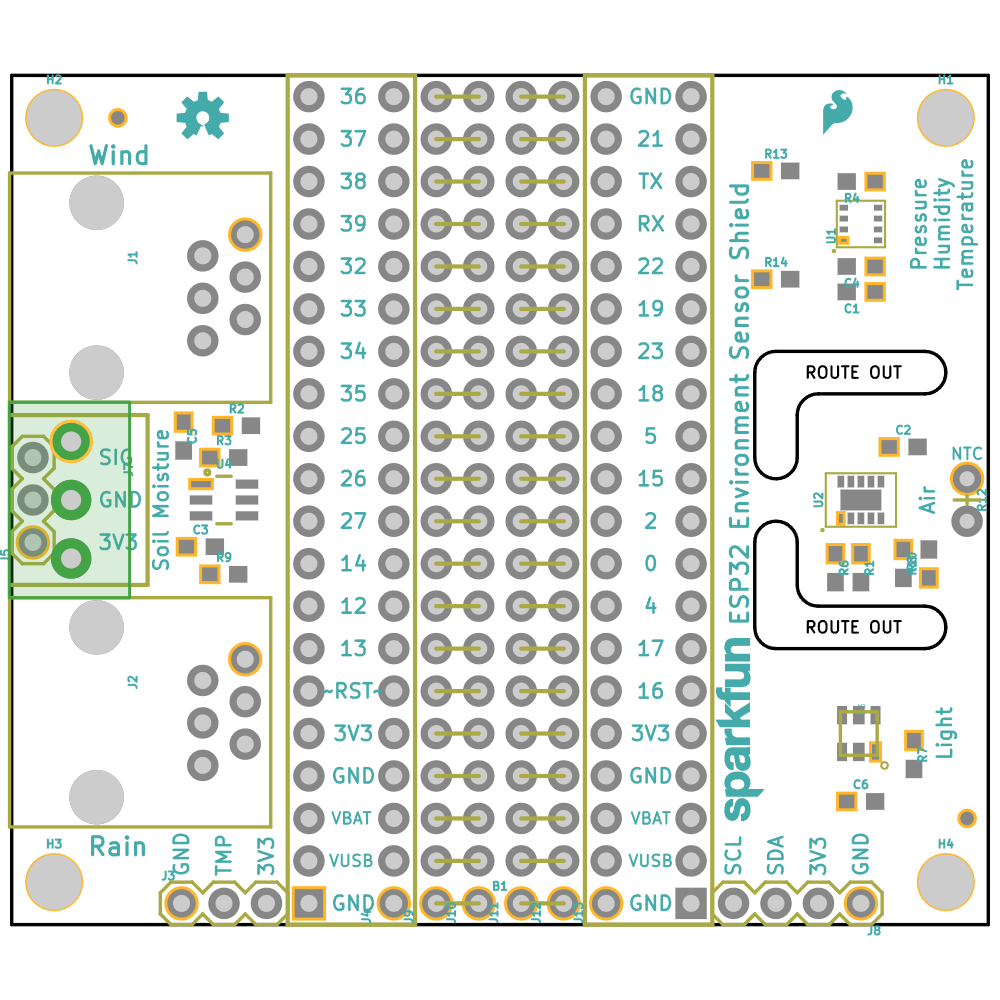 H2
H1
Wind
J1
R13
R4
U1
R14
C4
C1
Pressure
Humidity
Temperature
36
37
38
39
32
33
34
35
25
26
27
14
12
13
~RST~
3V3
GND
VBAT
VUSB
GND
GND
21
TX
RX
22
19
23
18
5
15
2
0
4
17
16
3V3
GND
VBAT
VUSB
GND
sparkfun ESP32 Environment Sensor Shield
ROUTE OUT
R2
C5
R3
U4
SIG
GND
3V3
J5
Soil Moisture
C3
R9
C2
NTC
U2
Air
R12
R6
R1
ROUTE OUT
J2
Light
R7
C6
Rain
H3
J3
GND
TMP
3V3
J4
J9
J10
B1
J11
J12
J13
SCL
SDA
3V3
GND
J8
H4